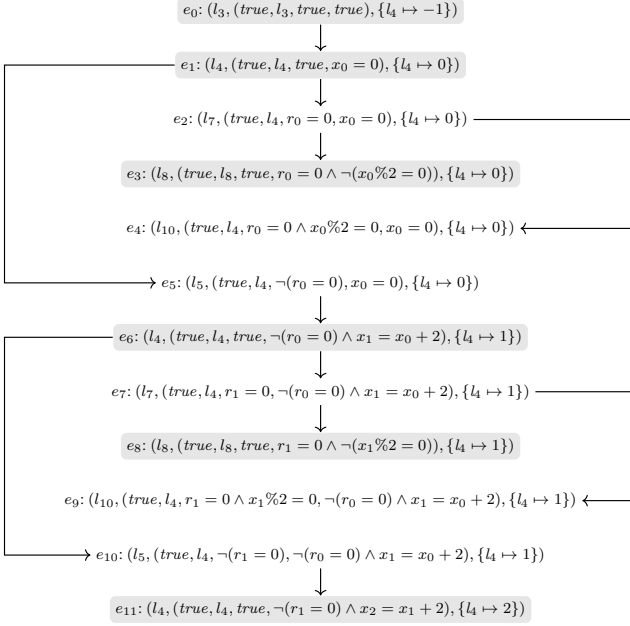 e₀: (l₃, (true, l₃, true, true), {l₄ ↦ −1})
e₁: (l₄, (true, l₄, true, x₀ = 0), {l₄ ↦ 0})
e₂: (l₇, (true, l₄, r₀ = 0, x₀ = 0), {l₄ ↦ 0})
e₃: (l₈, (true, l₈, true, r₀ = 0 ∧ ¬(x₀%2 = 0)), {l₄ ↦ 0})
e₄: (l₁₀, (true, l₄, r₀ = 0 ∧ x₀%2 = 0, x₀ = 0), {l₄ ↦ 0})
e₅: (l₅, (true, l₄, ¬(r₀ = 0), x₀ = 0), {l₄ ↦ 0})
e₆: (l₄, (true, l₄, true, ¬(r₀ = 0) ∧ x₁ = x₀ + 2), {l₄ ↦ 1})
e₇: (l₇, (true, l₄, r₁ = 0, ¬(r₀ = 0) ∧ x₁ = x₀ + 2), {l₄ ↦ 1})
e₈: (l₈, (true, l₈, true, r₁ = 0 ∧ ¬(x₁%2 = 0)), {l₄ ↦ 1})
e₉: (l₁₀, (true, l₄, r₁ = 0 ∧ x₁%2 = 0, ¬(r₀ = 0) ∧ x₁ = x₀ + 2), {l₄ ↦ 1})
e₁₀: (l₅, (true, l₄, ¬(r₁ = 0), ¬(r₀ = 0) ∧ x₁ = x₀ + 2), {l₄ ↦ 1})
e₁₁: (l₄, (true, l₄, true, ¬(r₁ = 0) ∧ x₂ = x₁ + 2), {l₄ ↦ 2})